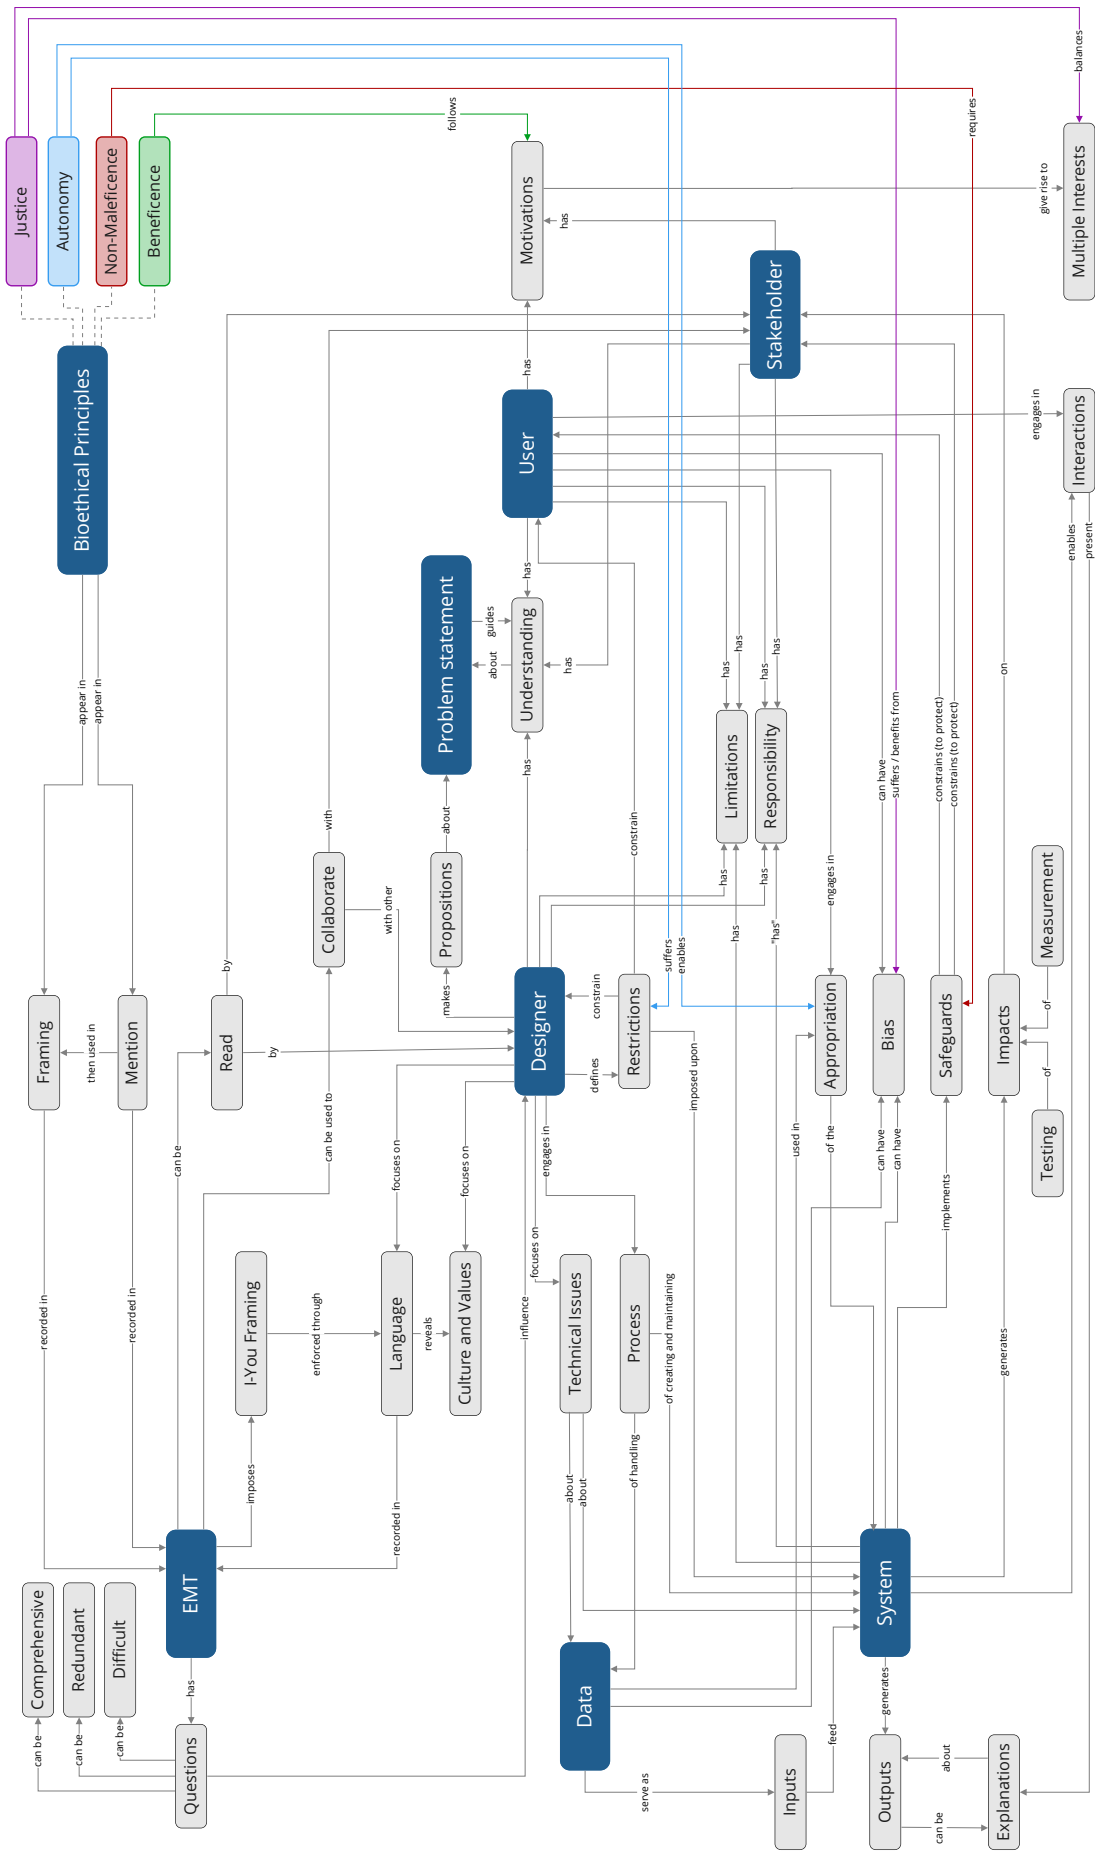 Comprehensive
Justice
can be
recorded in
Framing
Autonomy
Redundant
can be
appear in
Bioethical Principles
then used in
appear in
Non-Maleficence
Difficult
can be
recorded in
Mention
Beneficence
can be
EMT
has
Questions
Read
by
by
imposes
I-You Framing
enforced through
can be used to
Collaborate
with
with other
recorded in
Language
focuses on
reveals
Culture and Values
focuses on
makes
Propositions
about
Problem statement
follows
about
guides
influence
has
Understanding
has
User
has
Motivations
focuses on
engages in
Designer
has
has
about
Technical Issues
about
Data
defines
constrain
of handling
Process
Restrictions
constrain
serve as
of creating and maintaining
suffers
enables
imposed upon
has
has
has
Limitations
has
has
Responsibility
has
"has"
has
Stakeholder
Inputs
used in
feed
of the
Appropriation
engages in
can have
can have
Bias
can have
suffers / benefits from
System
generates
Outputs
can be
about
implements
Safeguards
constrains (to protect)
constrains (to protect)
requires
Explanations
generates
Impacts
on
Testing
of
of
Measurement
engages in
give rise to
enables
Interactions
present
Multiple Interests
balances